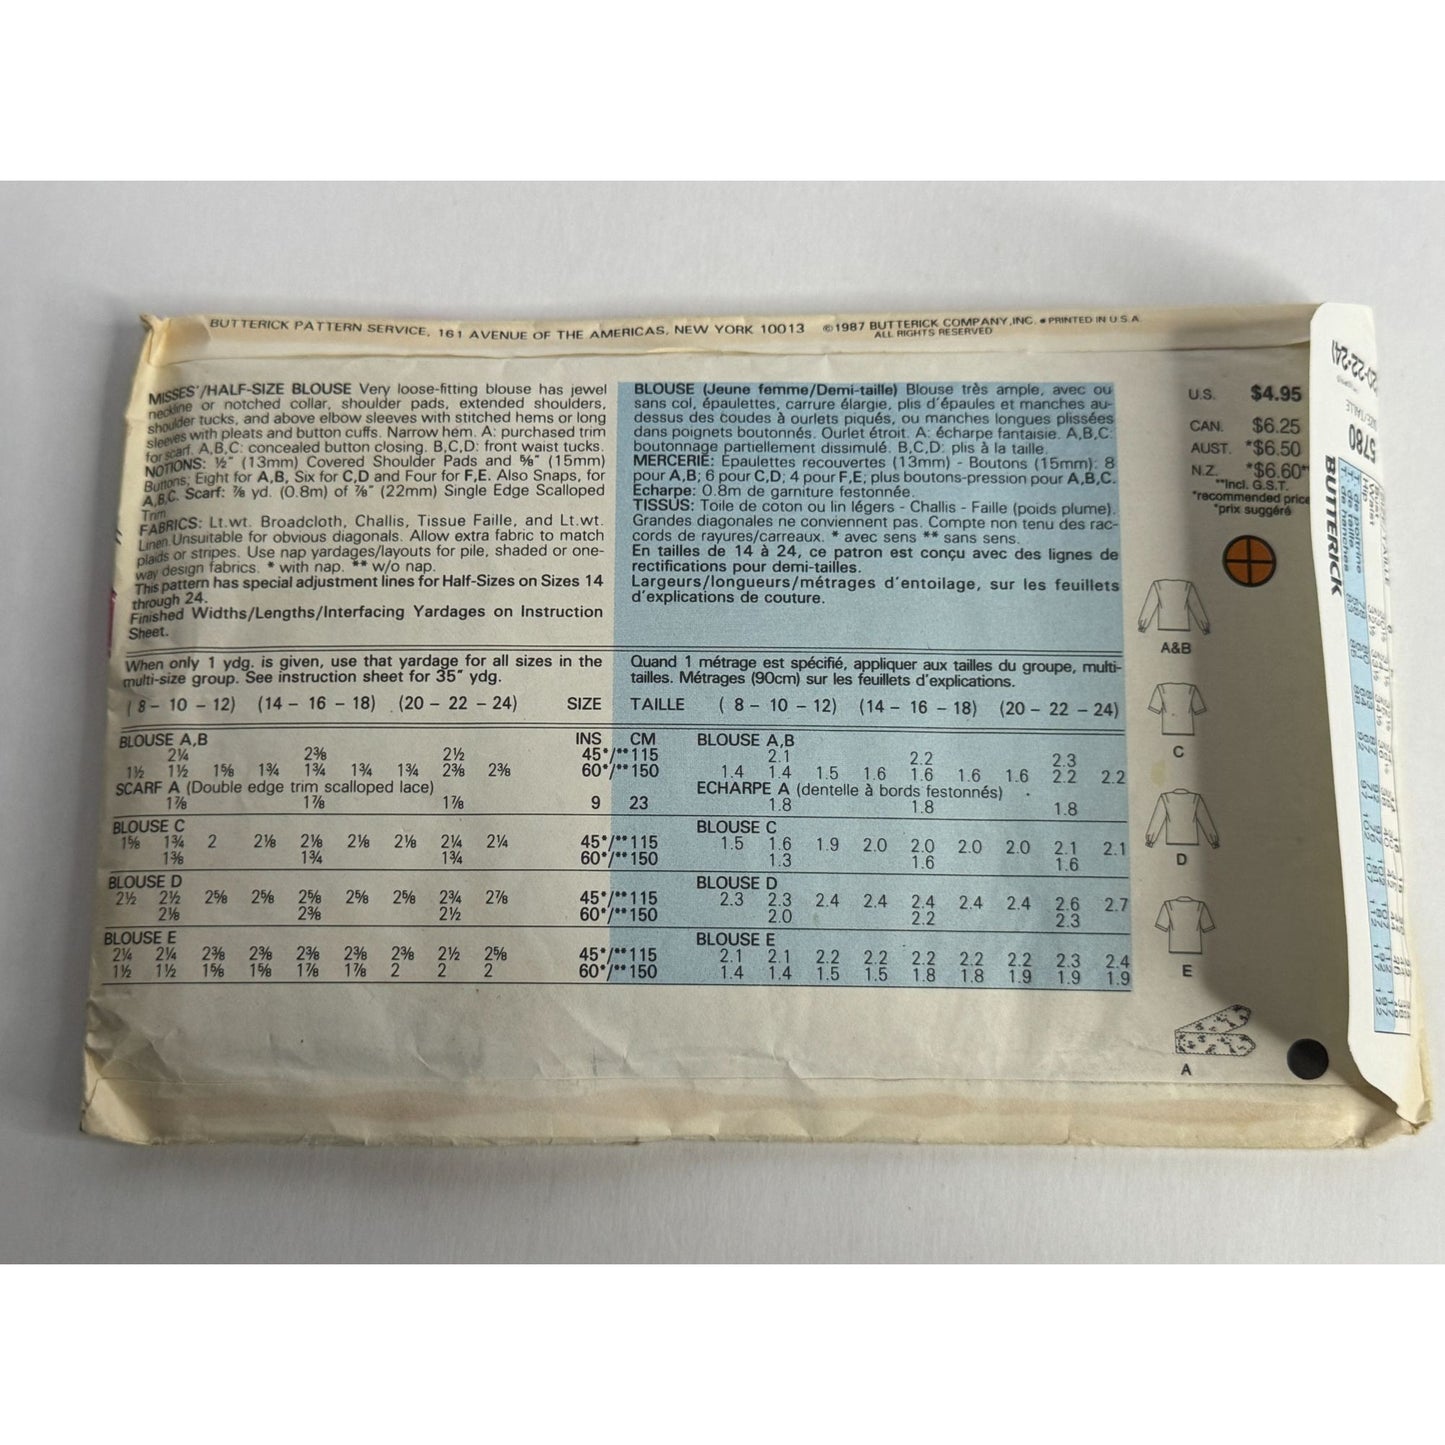 BUTTERICK PATTERN SERVICE, 161 AVENUE OF THE AMERICAS, NEW YORK 10013 ©1987 BUTTERICK COMPANY, INC. • PRINTED IN U.S.A.
ALL RIGHTS RESERVED
MISSES'/HALF-SIZE BLOUSE Very loose-fitting blouse has jewel
neckline or notched collar, shoulder pads, extended shoulders,
shoulder tucks, and above elbow sleeves with stitched hems or long
sleeves with pleats and button cuffs. Narrow hem. A: purchased trim
for scarf. A,B,C: concealed button closing. B,C,D: front waist tucks.
NOTIONS: ½" (13mm) Covered Shoulder Pads and ⅝" (15mm)
Buttons; Eight for A,B, Six for C,D and Four for F,E. Also Snaps, for
A,B,C. Scarf: ⅞ yd. (0.8m) of ⅞" (22mm) Single Edge Scalloped
Trim
FABRICS: Lt.wt. Broadcloth, Challis, Tissue Faille, and Lt.wt.
Linen Unsuitable for obvious diagonals. Allow extra fabric to match
plaids or stripes. Use nap yardages/layouts for pile, shaded or one-
way design fabrics. * with nap. ** w/o nap.
This pattern has special adjustment lines for Half-Sizes on Sizes 14
through 24.
Finished Widths/Lengths/Interfacing Yardages on Instruction
Sheet.
BLOUSE (Jeune femme/Demi-taille) Blouse très ample, avec ou
sans col, épaulettes, carrure élargie, plis d'épaules et manches au-
dessus des coudes à ourlets piqués, ou manches longues plissées
dans poignets boutonnés. Ourlet étroit. A: écharpe fantaisie. A,B,C:
boutonnage partiellement dissimulé. B,C,D: plis à la taille.
MERCERIE: Epaulettes recouvertes (13mm) - Boutons (15mm): 8
pour A,B; 6 pour C,D; 4 pour F,E; plus boutons-pression pour A,B,C.
Echarpe: 0.8m de garniture festonnée.
TISSUS: Toile de coton ou lin légers - Challis - Faille (poids plume).
Grandes diagonales ne conviennent pas. Compte non tenu des rac-
cords de rayures/carreaux. * avec sens ** sans sens.
En tailles de 14 à 24, ce patron est conçu avec des lignes de
rectifications pour demi-tailles.
Largeurs/longueurs/métrages d'entoilage, sur les feuillets
d'explications de couture.
When only 1 ydg. is given, use that yardage for all sizes in the
multi-size group. See instruction sheet for 35" ydg.
Quand 1 métrage est spécifié, appliquer aux tailles du groupe, multi-
tailles. Métrages (90cm) sur les feuillets d'explications.
(8 – 10 – 12) (14 – 16 – 18) (20 – 22 – 24) SIZE TAILLE (8 – 10 – 12) (14 – 16 – 18) (20 – 22 – 24)
BLOUSE A,B INS CM BLOUSE A,B
2¼ 2⅜ 2½ 45*/**115 2.1 2.2 2.3
1½ 1½ 1⅝ 1¾ 1¾ 1¾ 1¾ 2⅜ 2⅜ 60*/**150 1.4 1.4 1.5 1.6 1.6 1.6 1.6 2.2 2.2
SCARF A (Double edge trim scalloped lace) ECHARPE A (dentelle à bords festonnés)
1⅞ 1⅞ 1⅞ 9 23 1.8 1.8 1.8
BLOUSE C BLOUSE C
1⅝ 1¾ 2 2⅛ 2⅛ 2⅛ 2⅛ 2¼ 2¼ 45*/**115 1.5 1.6 1.9 2.0 2.0 2.0 2.0 2.1 2.1
1⅜ 1¾ 1¾ 60*/**150 1.3 1.6 1.6
BLOUSE D BLOUSE D
2½ 2½ 2⅝ 2⅝ 2⅝ 2⅝ 2⅝ 2¾ 2⅞ 45*/**115 2.3 2.3 2.4 2.4 2.4 2.4 2.4 2.6 2.7
2⅛ 2⅜ 2½ 60*/**150 2.0 2.2 2.3
BLOUSE E BLOUSE E
2¼ 2¼ 2⅜ 2⅜ 2⅜ 2⅜ 2⅜ 2½ 2⅝ 45*/**115 2.1 2.1 2.2 2.2 2.2 2.2 2.2 2.3 2.4
1½ 1½ 1⅝ 1⅝ 1⅞ 1⅞ 2 2 2 60*/**150 1.4 1.4 1.5 1.5 1.8 1.8 1.9 1.9 1.9
U.S. $4.95
CAN. $6.25
AUST. *$6.50
N.Z. *$6.60**
**Incl. G.S.T.
*recommended price
*prix suggéré
A&B
C
D
E
A
5780
BUTTERICK